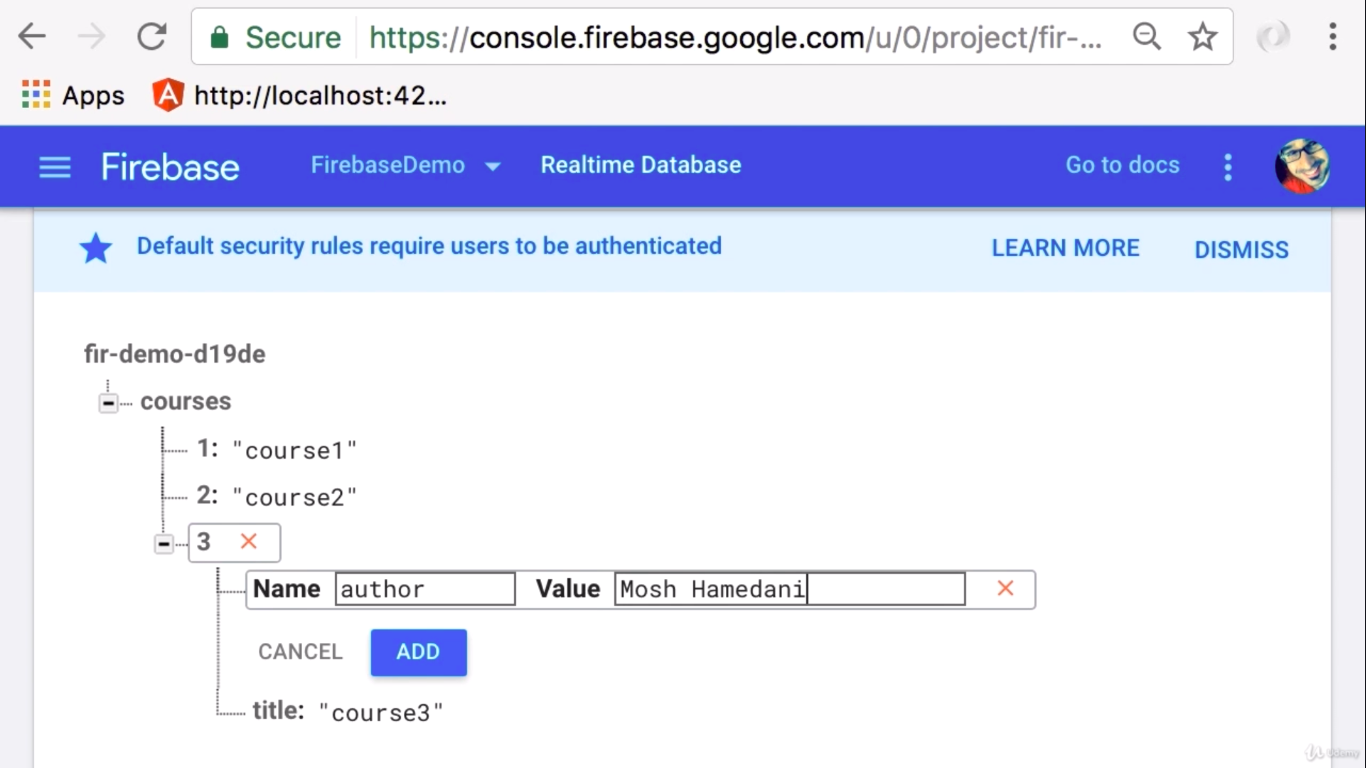 Secure https://console.firebase.google.com/u/0/project/fir-...
Apps http://localhost:42...
Firebase FirebaseDemo Realtime Database Go to docs
Default security rules require users to be authenticated LEARN MORE DISMISS
fir-demo-d19de
courses
1: "course1"
2: "course2"
3
Name author Value Mosh Hamedani
CANCEL ADD
title: "course3"
Udemy